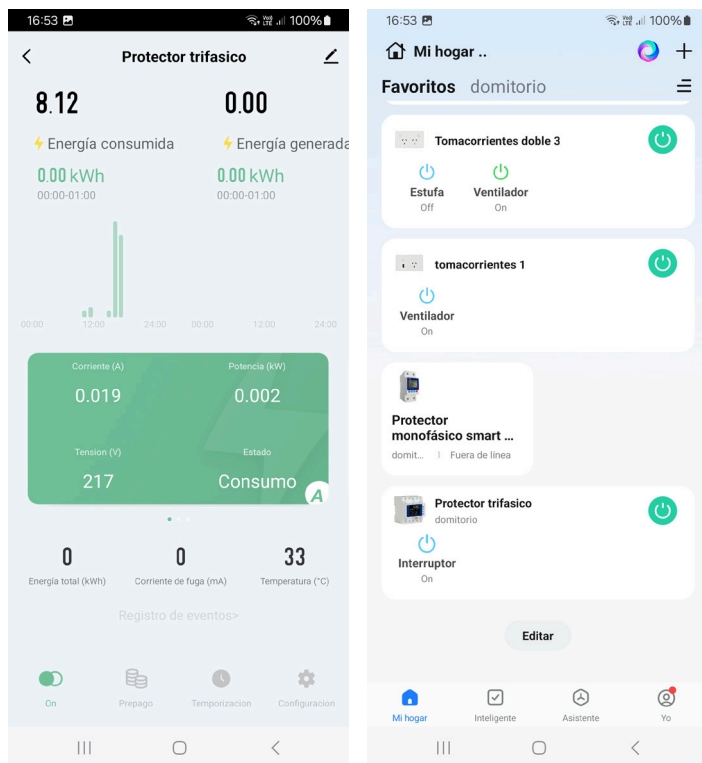 16:53
VoO
LTE
100%
Protector trifasico
8.12
0.00
Energía consumida
Energía generada
0.00 kWh
0.00 kWh
00:00-01:00
00:00-01:00
00:00
12:00
24:00
00:00
12:00
24:00
Corriente (A)
Potencia (kW)
0.019
0.002
Tension (V)
Estado
217
Consumo
A
0
0
33
Energía total (kWh)
Corriente de fuga (mA)
Temperatura (°C)
Registro de eventos>
On
Prepago
Temporizacion
Configuracion
16:53
VoO
LTE
100%
Mi hogar ..
Favoritos
domitorio
Tomacorrientes doble 3
Estufa
Ventilador
Off
On
tomacorrientes 1
Ventilador
On
Protector
monofásico smart ...
domit...
Fuera de línea
Protector trifasico
domitorio
Interruptor
On
Editar
Mi hogar
Inteligente
Asistente
Yo